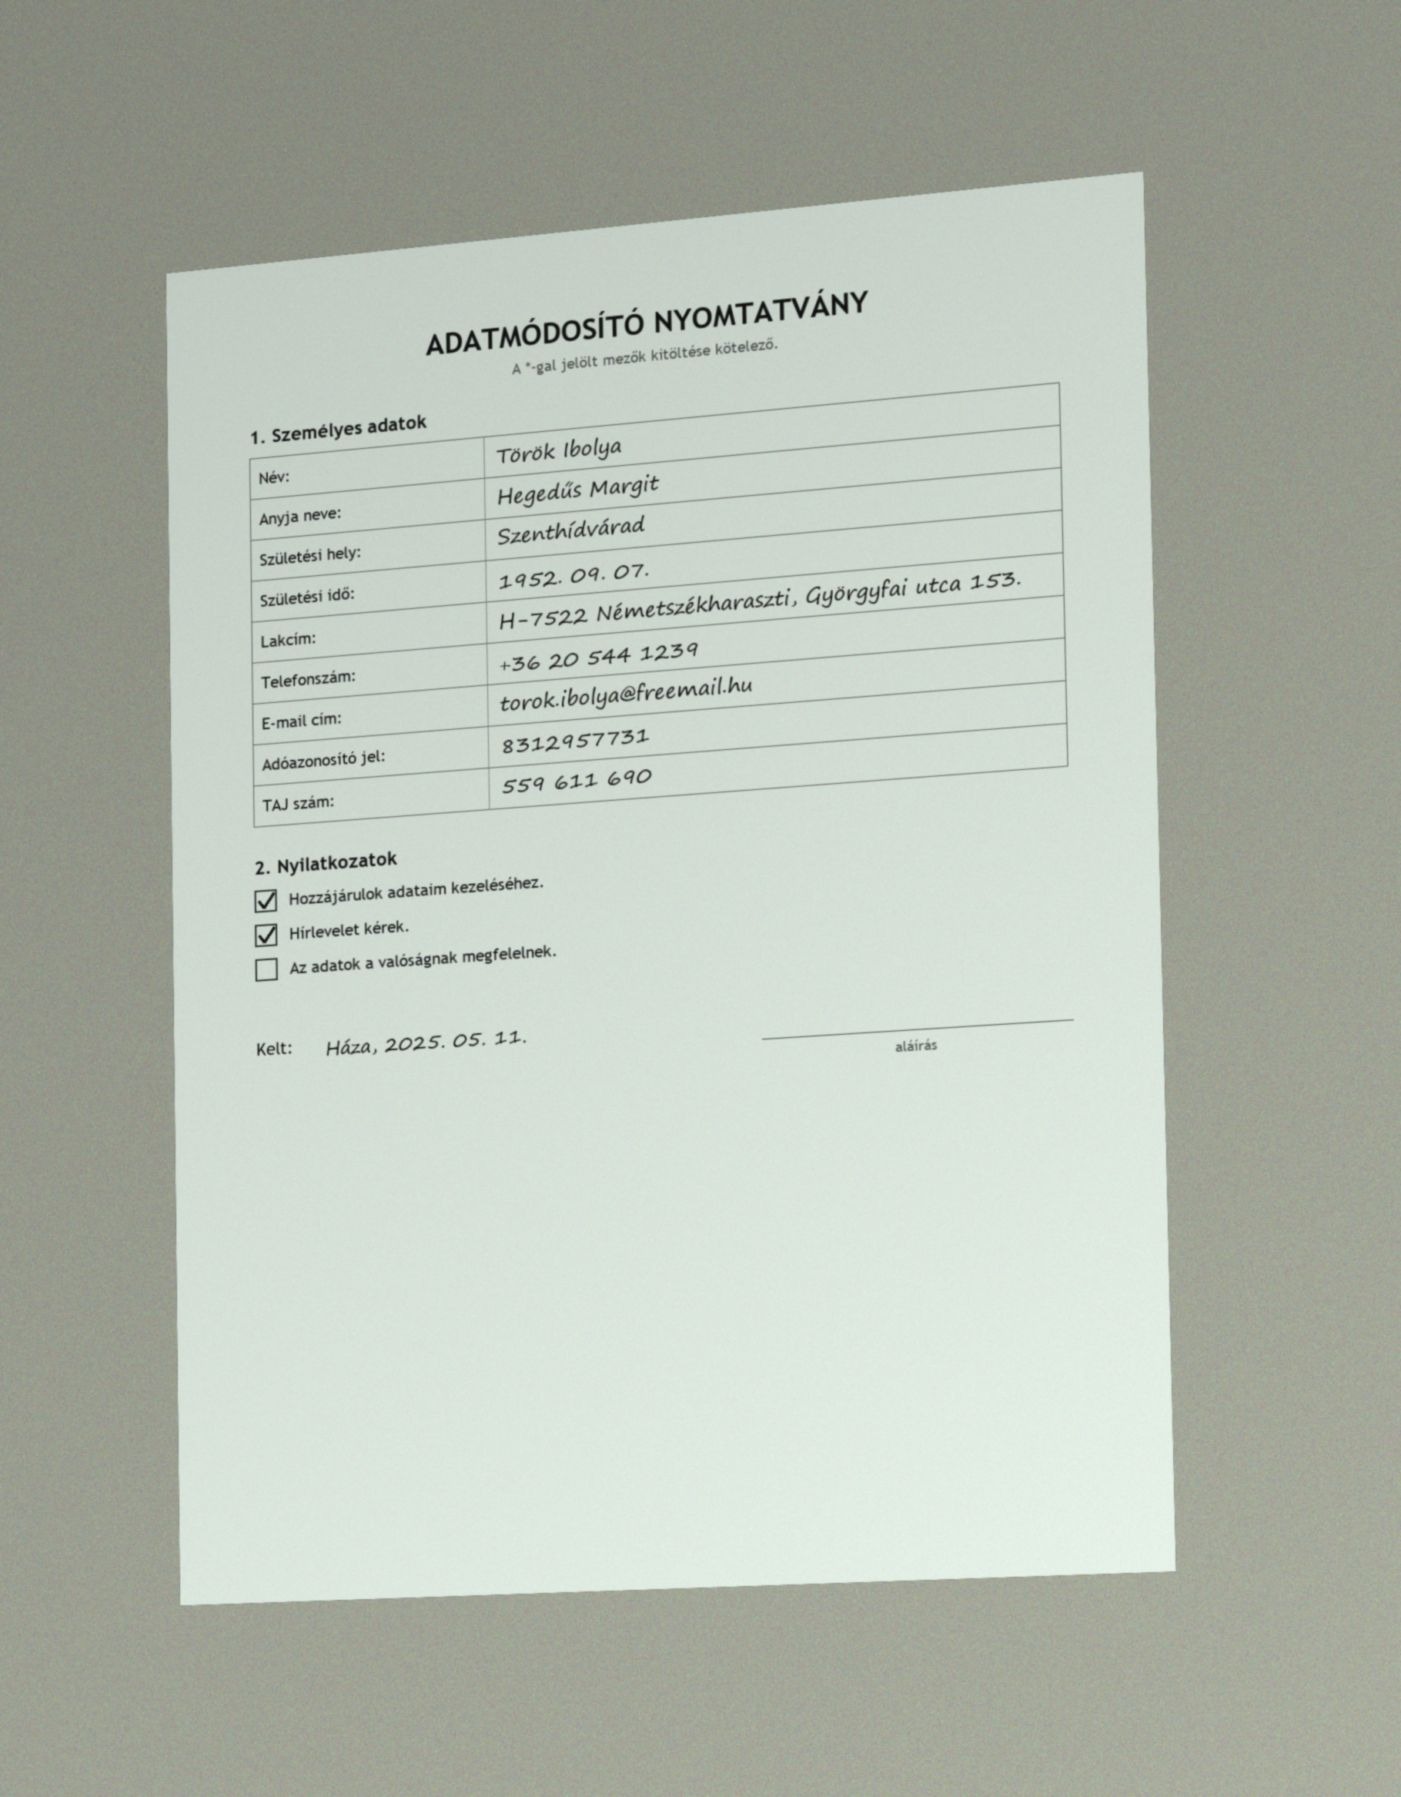 ADATMÓDOSÍTÓ NYOMTATVÁNY
A *-gal jelölt mezők kitöltése kötelező.
1. Személyes adatok
Név: Török Ibolya
Anyja neve: Hegedűs Margit
Születési hely: Szenthídvárad
Születési idő: 1952. 09. 07.
Lakcím: H-7522 Németszékharaszti, Györgyfai utca 153.
Telefonszám: +36 20 544 1239
E-mail cím: torok.ibolya@freemail.hu
Adóazonosító jel: 8312957731
TAJ szám: 559 611 690
2. Nyilatkozatok
Hozzájárulok adataim kezeléséhez.
Hírlevelet kérek.
Az adatok a valóságnak megfelelnek.
Kelt: Háza, 2025. 05. 11.
aláírás